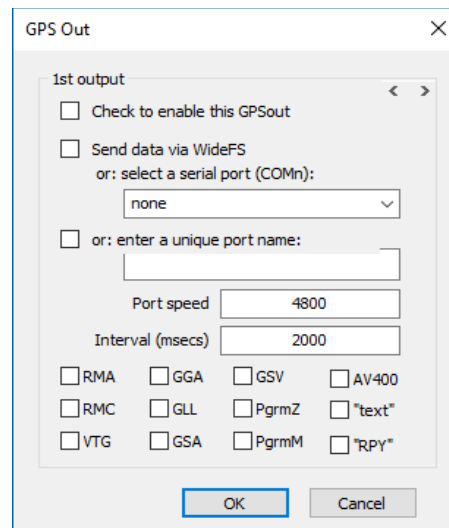 GPS Out
1st output
< >
Check to enable this GPSout
Send data via WideFS
or: select a serial port (COMn):
none
or: enter a unique port name:
Port speed 4800
Interval (msecs) 2000
RMA GGA GSV AV400
RMC GLL PgrmZ "text"
VTG GSA PgrmM "RPY"
OK Cancel